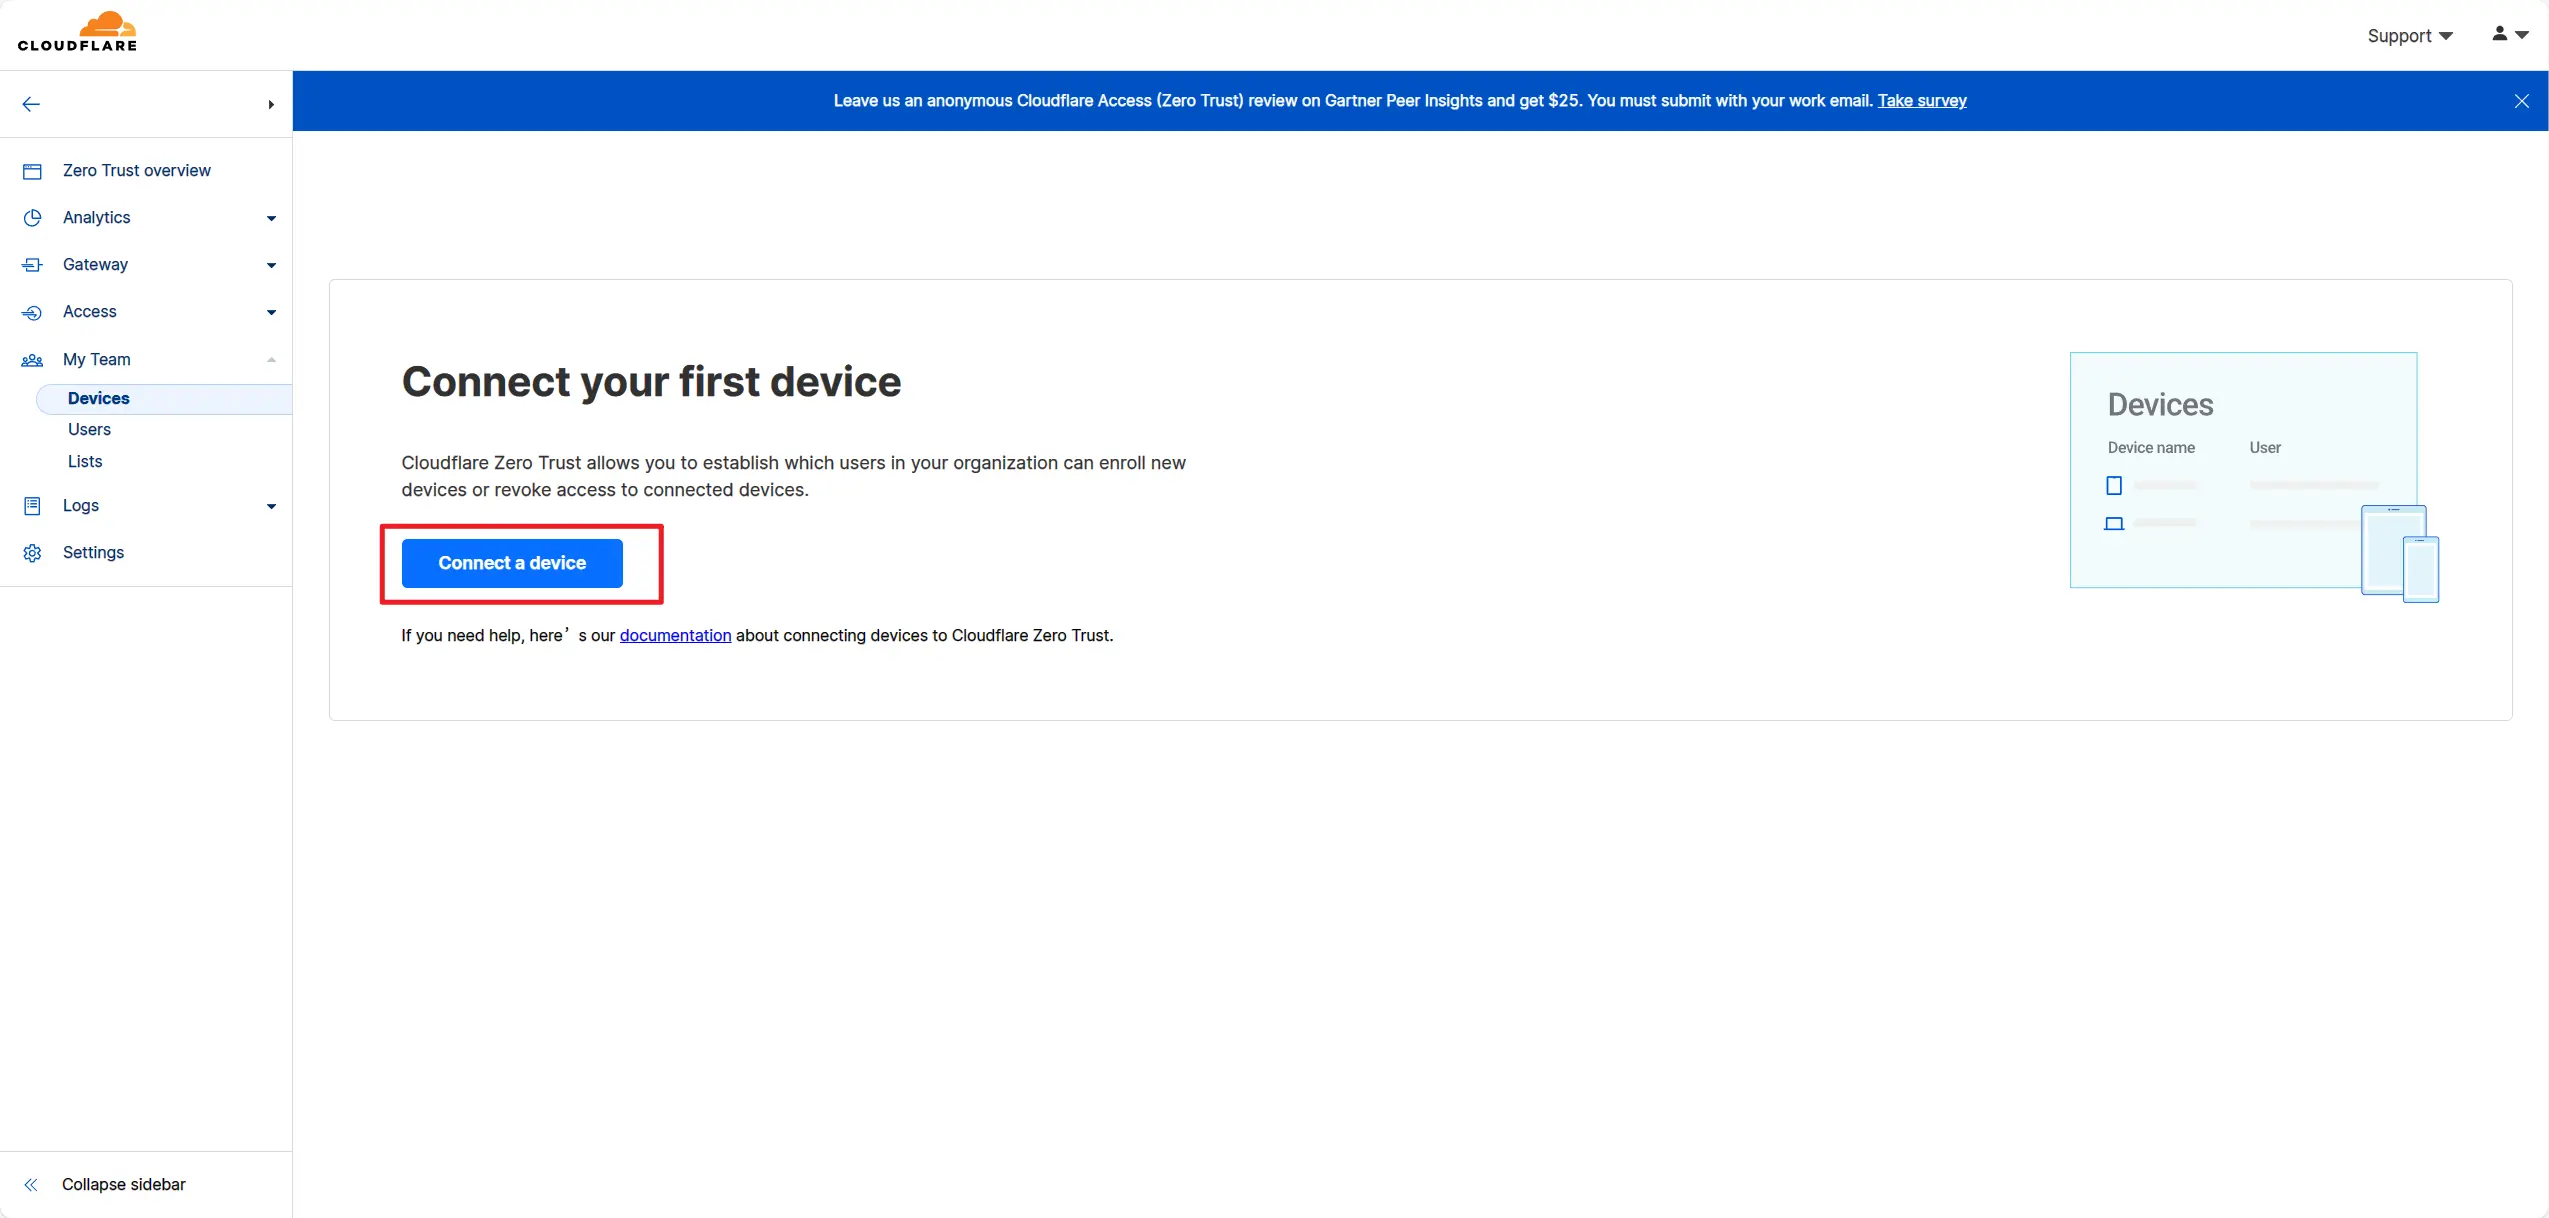 CLOUDFLARE
Support
Leave us an anonymous Cloudflare Access (Zero Trust) review on Gartner Peer Insights and get $25. You must submit with your work email. Take survey
Zero Trust overview
Analytics
Gateway
Access
My Team
Devices
Users
Lists
Logs
Settings
Collapse sidebar
Connect your first device
Cloudflare Zero Trust allows you to establish which users in your organization can enroll new
devices or revoke access to connected devices.
Connect a device
If you need help, here’s our documentation about connecting devices to Cloudflare Zero Trust.
Devices
Device name User